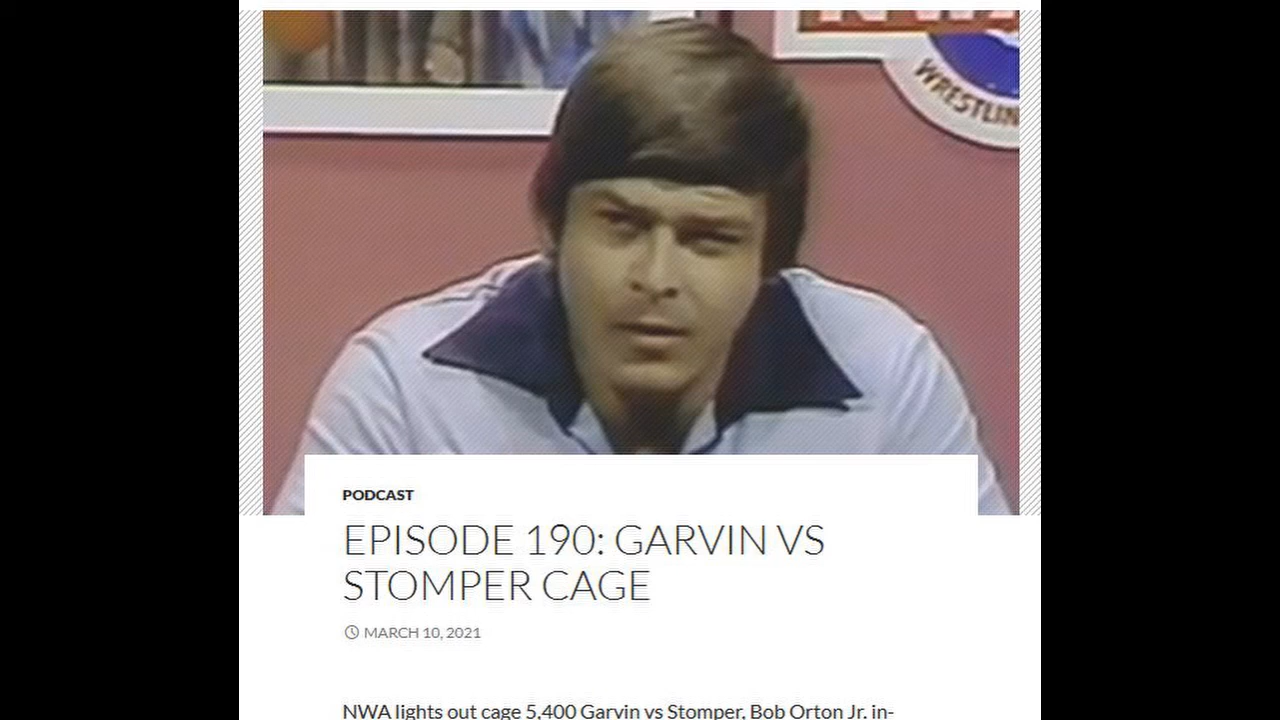 NWA
WRESTLIN
PODCAST
EPISODE 190: GARVIN VS
STOMPER CAGE
MARCH 10, 2021
NWA lights out cage 5,400 Garvin vs Stomper, Bob Orton Jr. in-